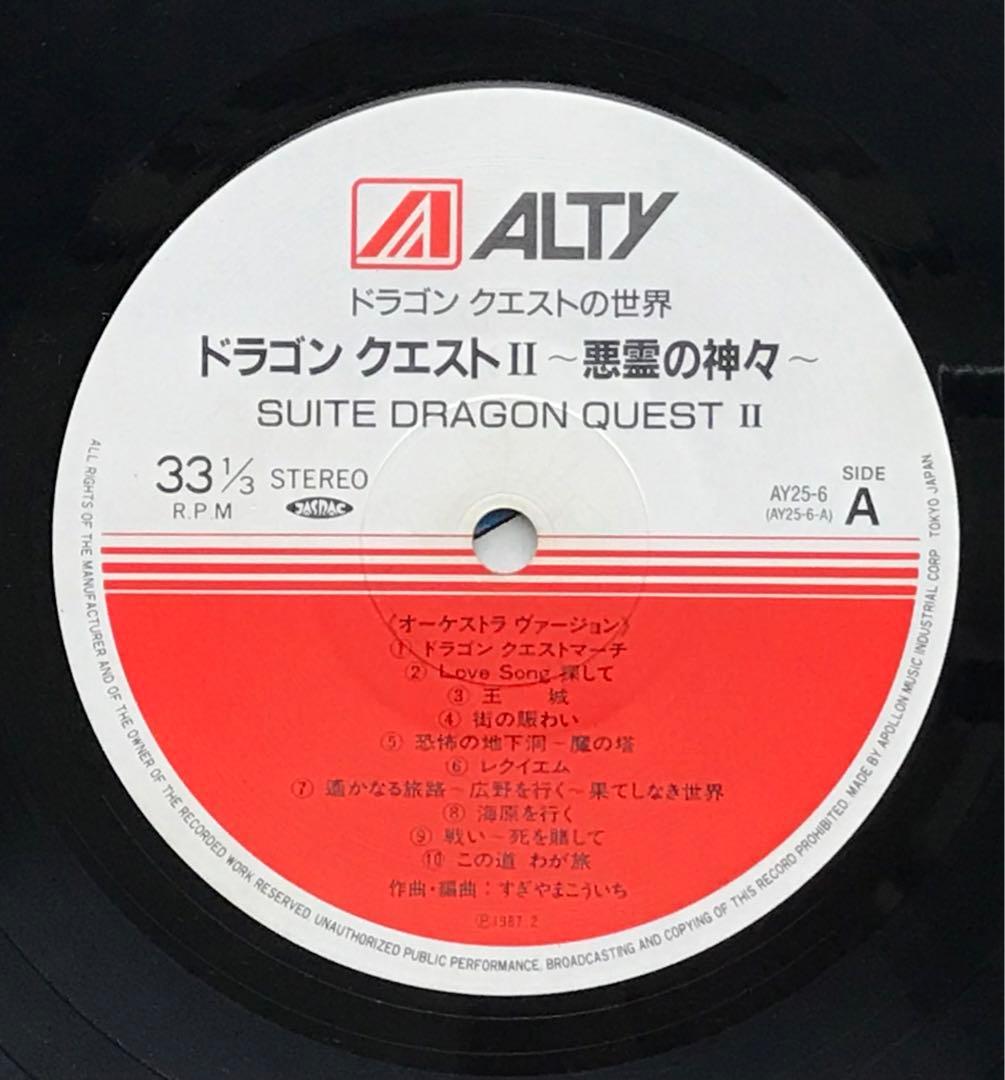 ALTY
ドラゴン クエストの世界
ドラゴン クエストII～悪霊の神々～
SUITE DRAGON QUEST II
33 1/3 STEREO
R.P.M JASRAC
SIDE
AY25-6
(AY25-6-A) A
《オーケストラ ヴァージョン》
① ドラゴン クエストマーチ
② Love Song 探して
③ 王 城
④ 街の賑わい
⑤ 恐怖の地下洞～魔の塔
⑥ レクイエム
⑦ 遥かなる旅路～広野を行く～果てしなき世界
⑧ 海原を行く
⑨ 戦い～死を賭して
⑩ この道 わが旅
作曲・編曲：すぎやまこういち
Ⓟ1987.2
ALL RIGHTS OF THE MANUFACTURER AND OF THE OWNER OF THE RECORDED WORK RESERVED. UNAUTHORIZED PUBLIC PERFORMANCE, BROADCASTING AND COPYING OF THIS RECORD PROHIBITED. MADE BY APOLLON MUSIC INDUSTRIAL CORP TOKYO JAPAN